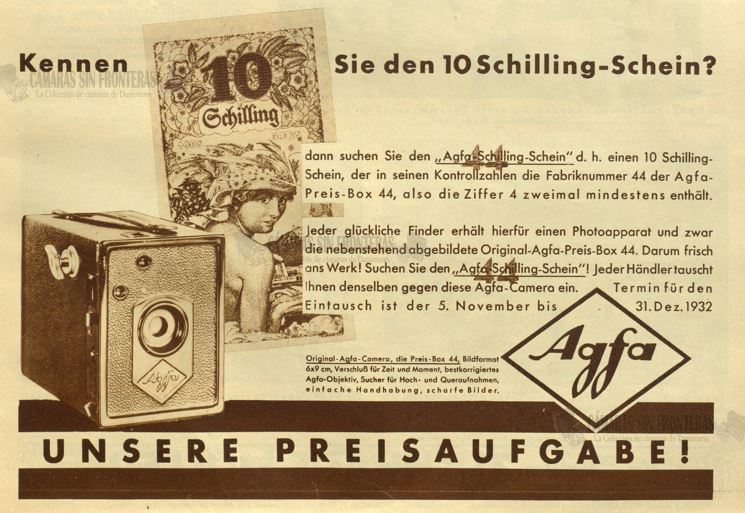 Kennen Sie den 10 Schilling-Schein?
CAMARAS SIN FRONTERAS
La Colección de cámaras de Dumaruns
10
Schilling
dann suchen Sie den „Agfa-Schilling-Schein“ d. h. einen 10 Schilling-
Schein, der in seinen Kontrollzahlen die Fabriknummer 44 der Agfa-
Preis-Box 44, also die Ziffer 4 zweimal mindestens enthält.
Jeder glückliche Finder erhält hierfür einen Photoapparat und zwar
die nebenstehend abgebildete Original-Agfa-Preis-Box 44. Darum frisch
ans Werk! Suchen Sie den „Agfa-Schilling-Schein“! Jeder Händler tauscht
Ihnen denselben gegen diese Agfa-Camera ein. Termin für den
Eintausch ist der 5. November bis 31. Dez. 1932
Original-Agfa-Camera, die Preis-Box 44, Bildformat
6x9 cm, Verschluß für Zeit und Moment, bestkorrigiertes
Agfa-Objektiv, Sucher für Hoch- und Queraufnahmen,
einfache Handhabung, scharfe Bilder.
Agfa
UNSERE PREISAUFGABE!